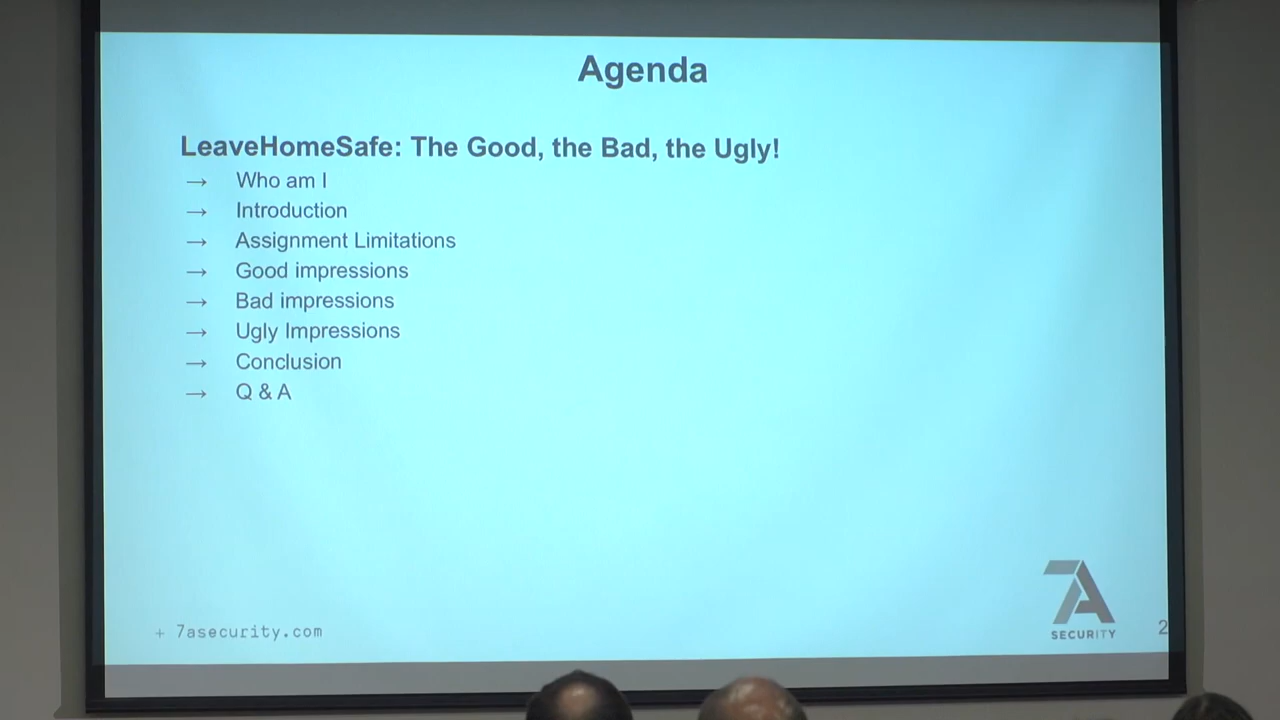 Agenda
LeaveHomeSafe: The Good, the Bad, the Ugly!
→ Who am I
→ Introduction
→ Assignment Limitations
→ Good impressions
→ Bad impressions
→ Ugly Impressions
→ Conclusion
→ Q & A
+ 7asecurity.com
7A
SECURITY
2